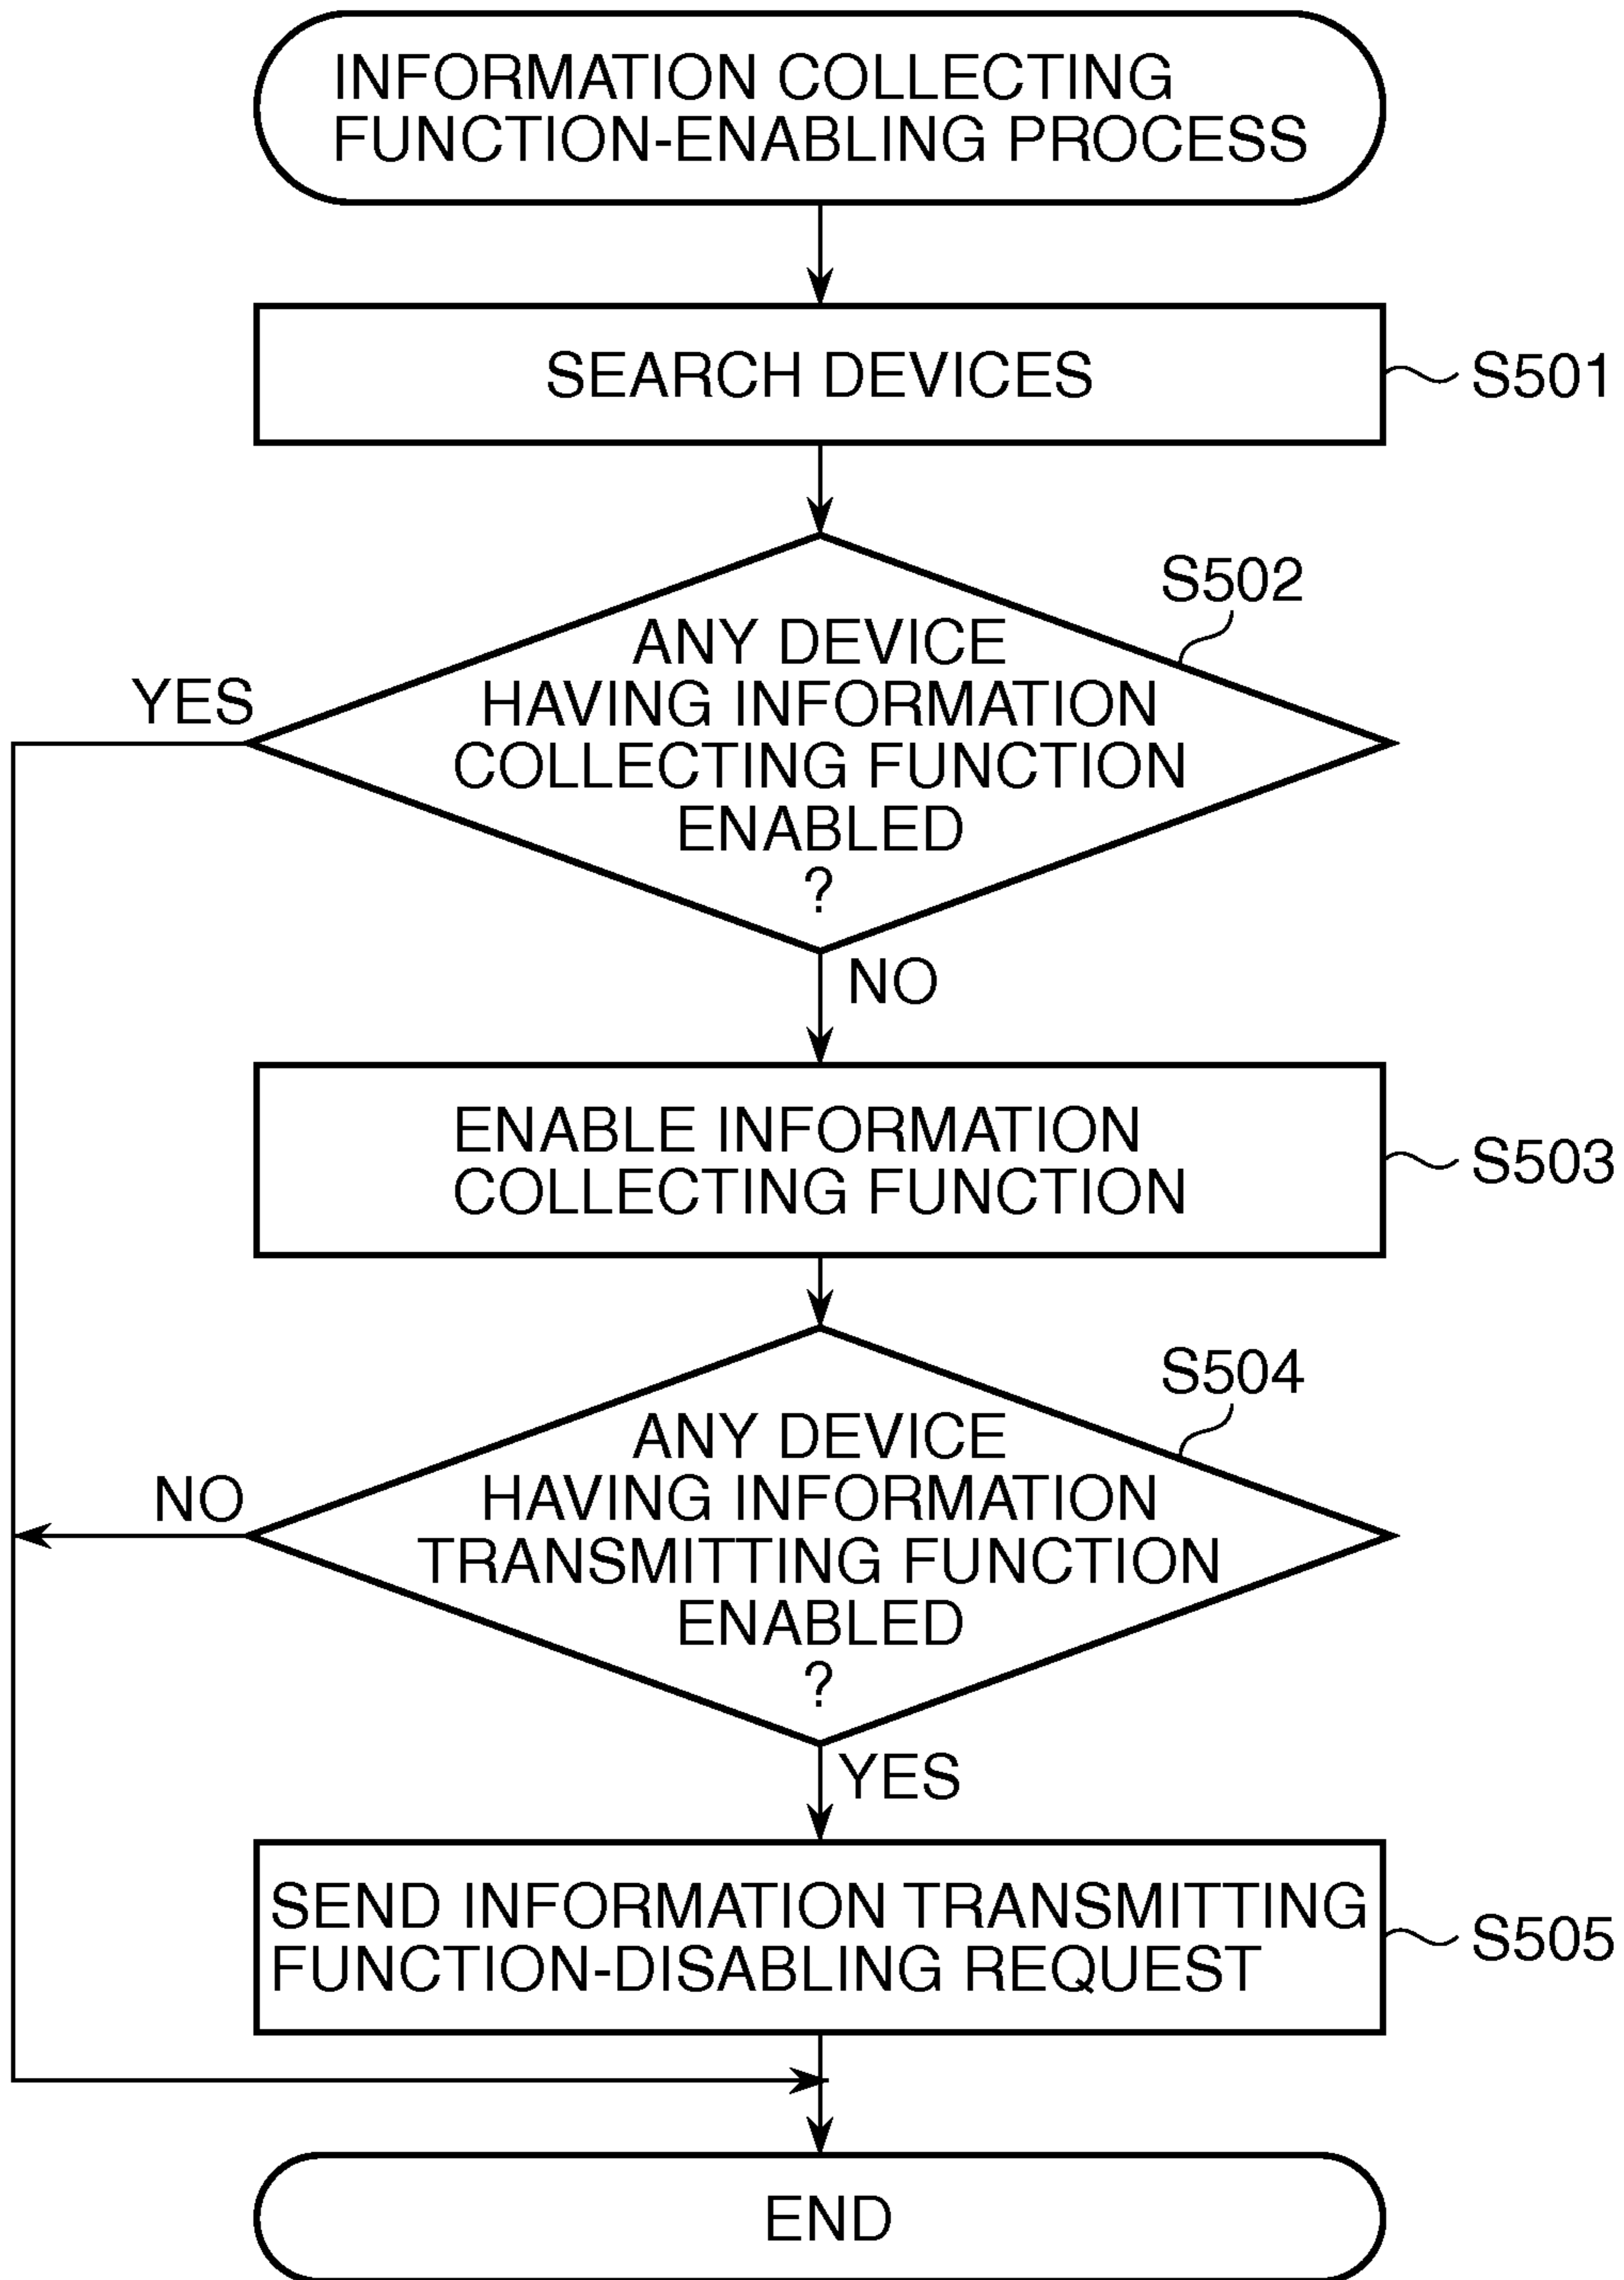 INFORMATION COLLECTING
FUNCTION-ENABLING PROCESS
SEARCH DEVICES
S501
S502
ANY DEVICE
HAVING INFORMATION
COLLECTING FUNCTION
ENABLED
?
YES
NO
ENABLE INFORMATION
COLLECTING FUNCTION
S503
S504
ANY DEVICE
HAVING INFORMATION
TRANSMITTING FUNCTION
ENABLED
?
NO
YES
SEND INFORMATION TRANSMITTING
FUNCTION-DISABLING REQUEST
S505
END